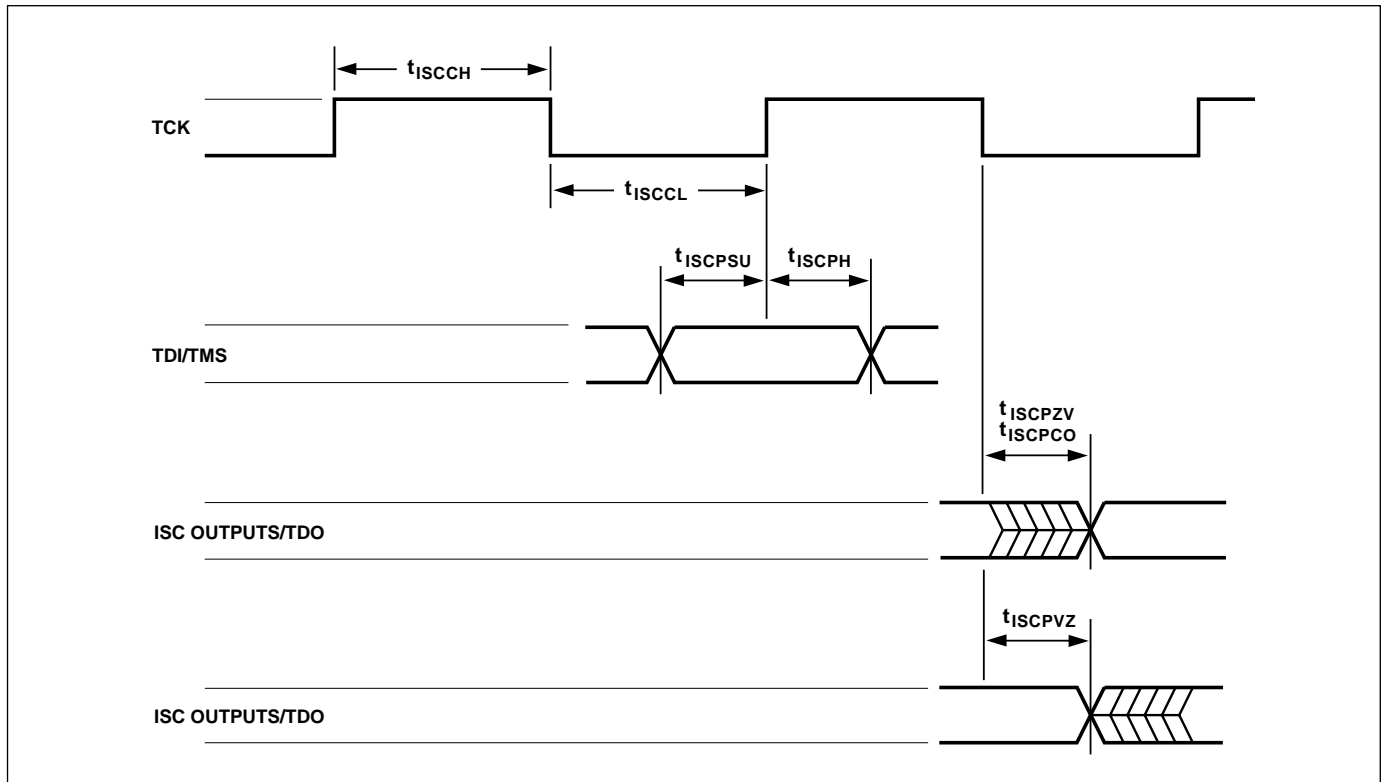 tISCCH
TCK
tISCCL
tISCPSU
tISCPH
TDI/TMS
tISCPZV
tISCPCO
ISC OUTPUTS/TDO
tISCPVZ
ISC OUTPUTS/TDO